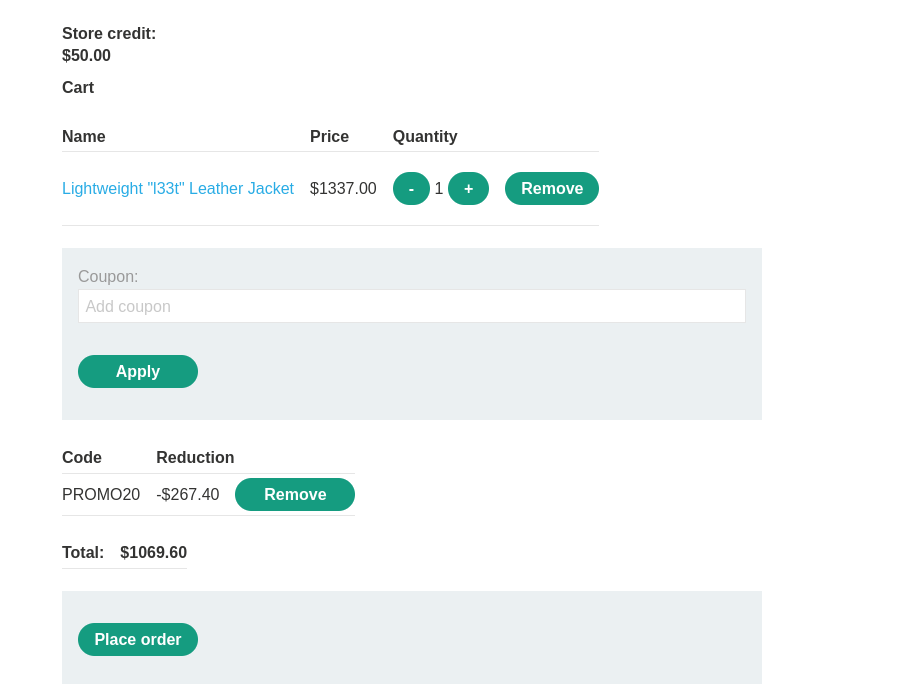 Store credit:
$50.00
Cart
Name Price Quantity
Lightweight "l33t" Leather Jacket $1337.00 - 1 + Remove
Coupon:
Add coupon
Apply
Code Reduction
PROMO20 -$267.40 Remove
Total: $1069.60
Place order